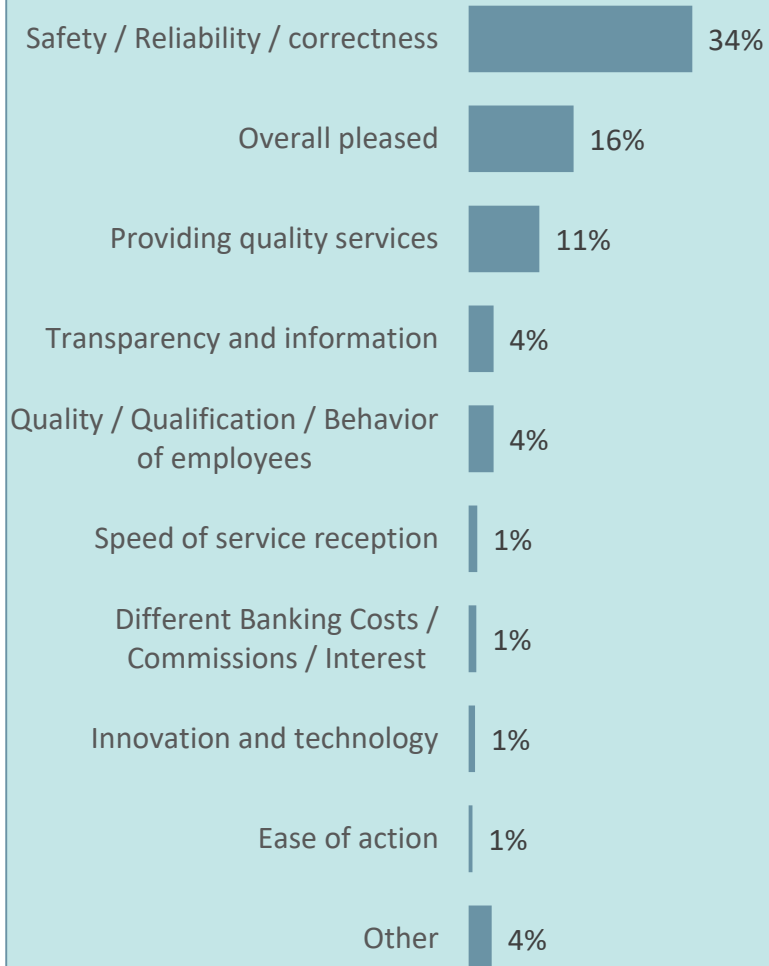 Safety / Reliability / correctness 34%
Overall pleased 16%
Providing quality services 11%
Transparency and information 4%
Quality / Qualification / Behavior
of employees 4%
Speed of service reception 1%
Different Banking Costs /
Commissions / Interest 1%
Innovation and technology 1%
Ease of action 1%
Other 4%